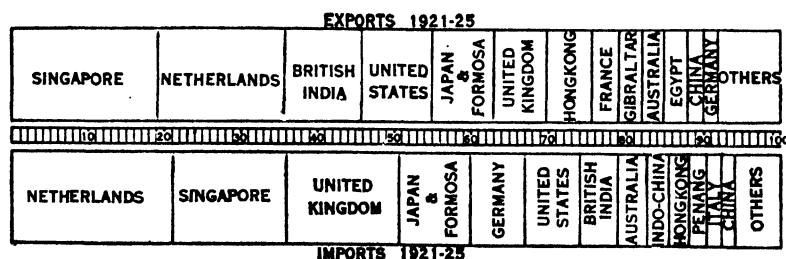 EXPORTS 1921-25
SINGAPORE
NETHERLANDS
BRITISH
INDIA
UNITED
STATES
JAPAN
&
FORMOSA
UNITED
KINGDOM
HONGKONG
FRANCE
GIBRALTAR
AUSTRALIA
EGYPT
CHINA
GERMANY
OTHERS
10 20 30 40 50 60 70 80 90 100
NETHERLANDS
SINGAPORE
UNITED
KINGDOM
JAPAN
&
FORMOSA
GERMANY
UNITED
STATES
BRITISH
INDIA
AUSTRALIA
INDO-CHINA
HONGKONG
PENANG
ITALY
CHINA
OTHERS
IMPORTS 1921-25